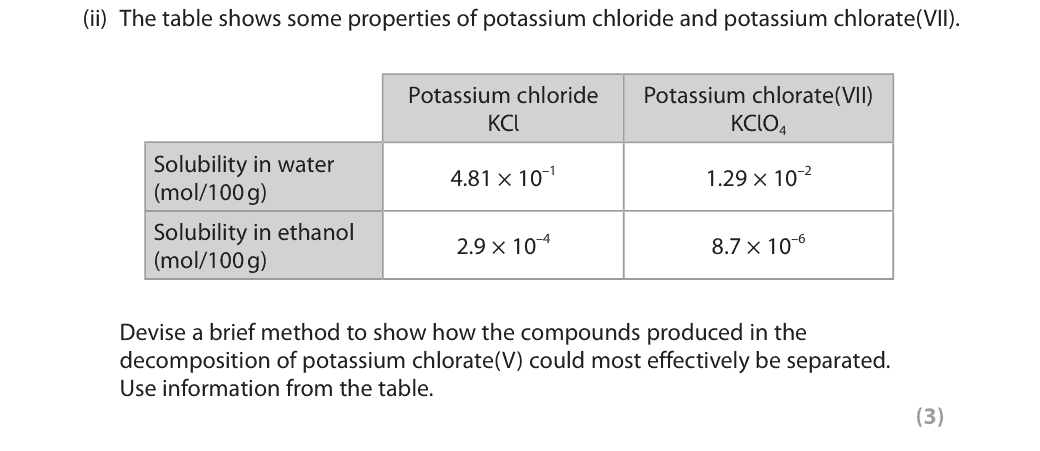 (ii) The table shows some properties of potassium chloride and potassium chlorate(VII).
Potassium chloride Potassium chlorate(VII)
KCl KClO₄
Solubility in water
(mol/100 g) 4.81 × 10⁻¹ 1.29 × 10⁻²
Solubility in ethanol
(mol/100 g) 2.9 × 10⁻⁴ 8.7 × 10⁻⁶
Devise a brief method to show how the compounds produced in the
decomposition of potassium chlorate(V) could most effectively be separated.
Use information from the table.
(3)